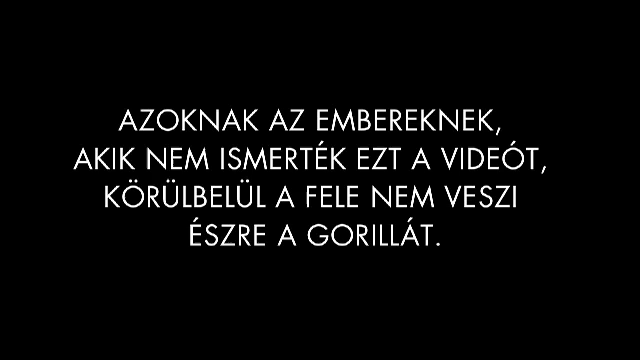 AZOKNAK AZ EMBEREKNEK,
AKIK NEM ISMERTÉK EZT A VIDEÓT,
KÖRÜLBELÜL A FELE NEM VESZI
ÉSZRE A GORILLÁT.